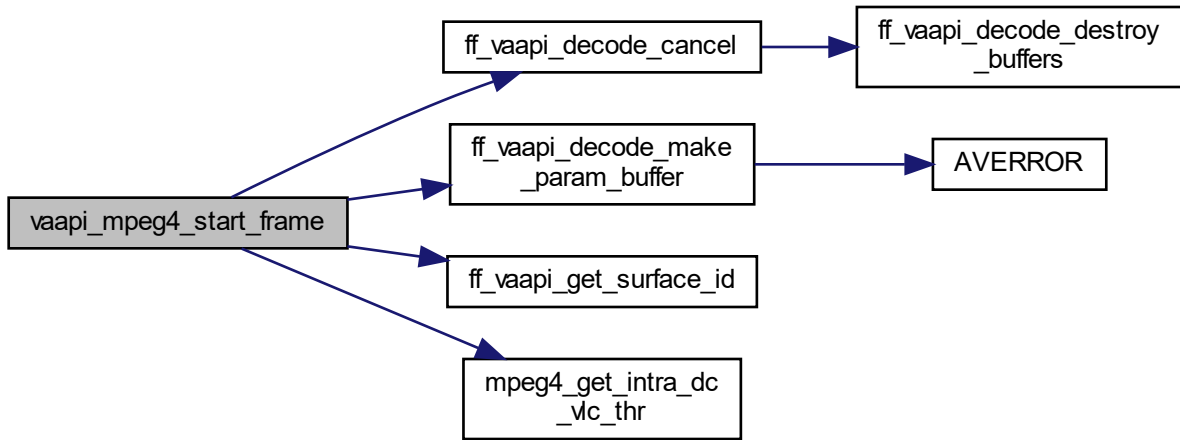 ff_vaapi_decode_cancel
ff_vaapi_decode_destroy
_buffers
ff_vaapi_decode_make
_param_buffer
AVERROR
vaapi_mpeg4_start_frame
ff_vaapi_get_surface_id
mpeg4_get_intra_dc
_vlc_thr